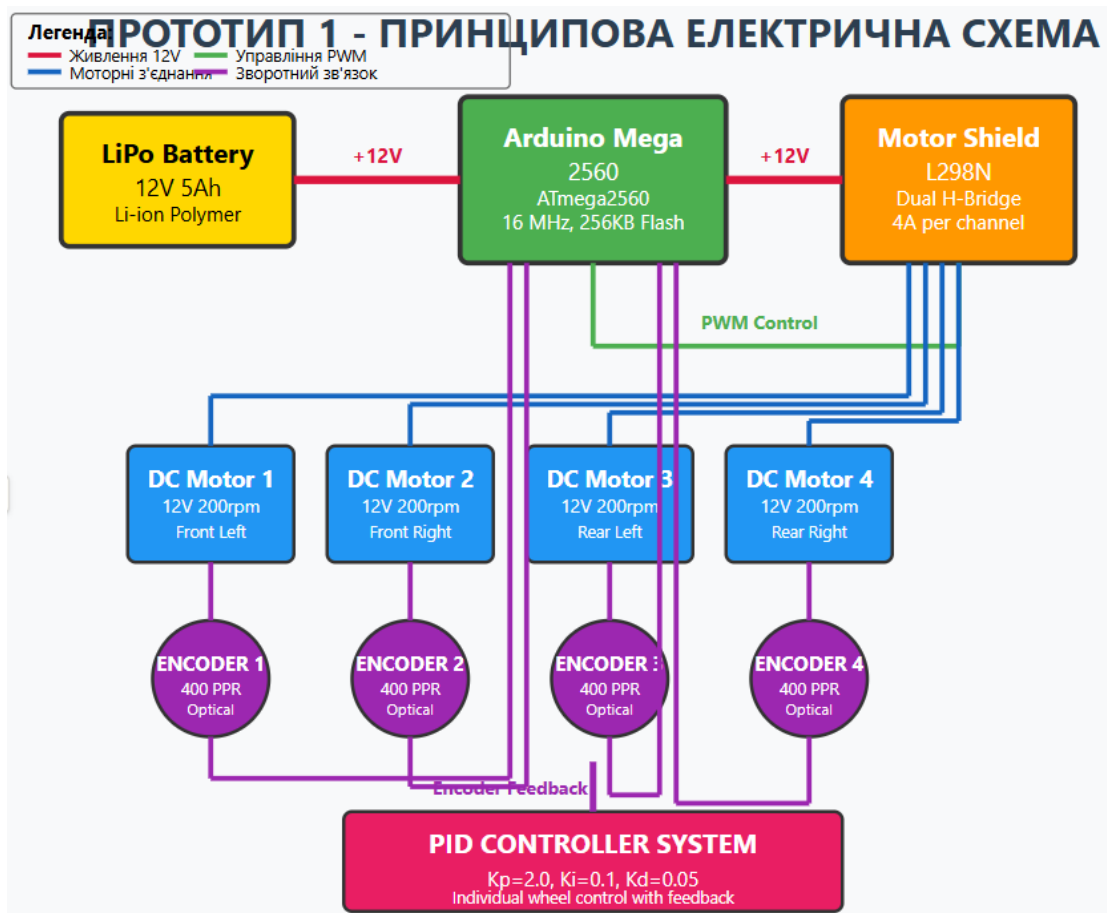 ПРОТОТИП 1 - ПРИНЦИПОВА ЕЛЕКТРИЧНА СХЕМА
Легенда:
Живлення 12V
Управління PWM
Моторні з'єднання
Зворотний зв'язок
LiPo Battery
12V 5Ah
Li-ion Polymer
+12V
Arduino Mega
2560
ATmega2560
16 MHz, 256KB Flash
+12V
Motor Shield
L298N
Dual H-Bridge
4A per channel
PWM Control
DC Motor 1
12V 200rpm
Front Left
DC Motor 2
12V 200rpm
Front Right
DC Motor 3
12V 200rpm
Rear Left
DC Motor 4
12V 200rpm
Rear Right
ENCODER 1
400 PPR
Optical
ENCODER 2
400 PPR
Optical
ENCODER 3
400 PPR
Optical
ENCODER 4
400 PPR
Optical
Encoder Feedback
PID CONTROLLER SYSTEM
Kp=2.0, Ki=0.1, Kd=0.05
Individual wheel control with feedback